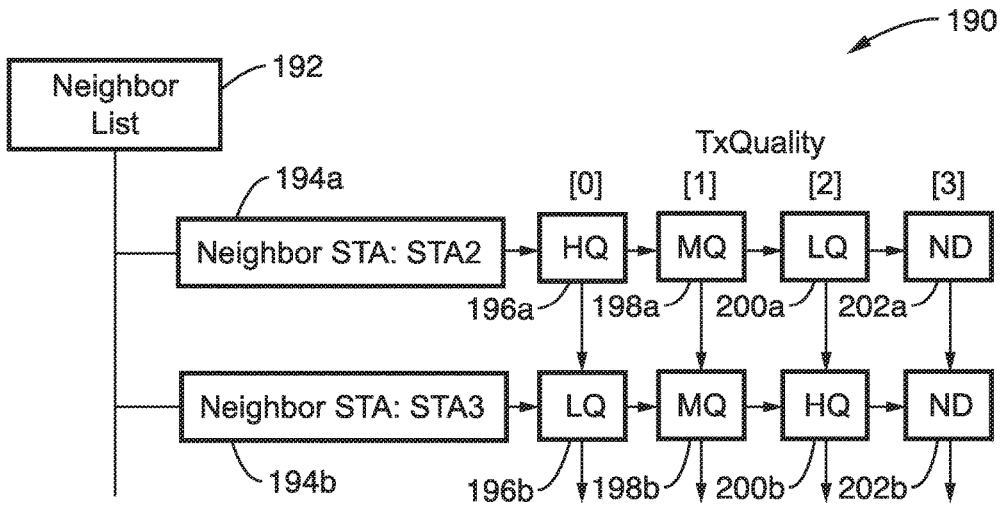 190
Neighbor
List
192
TxQuality
194a
[0] [1] [2] [3]
Neighbor STA: STA2 HQ MQ LQ ND
196a 198a 200a 202a
Neighbor STA: STA3 LQ MQ HQ ND
194b 196b 198b 200b 202b